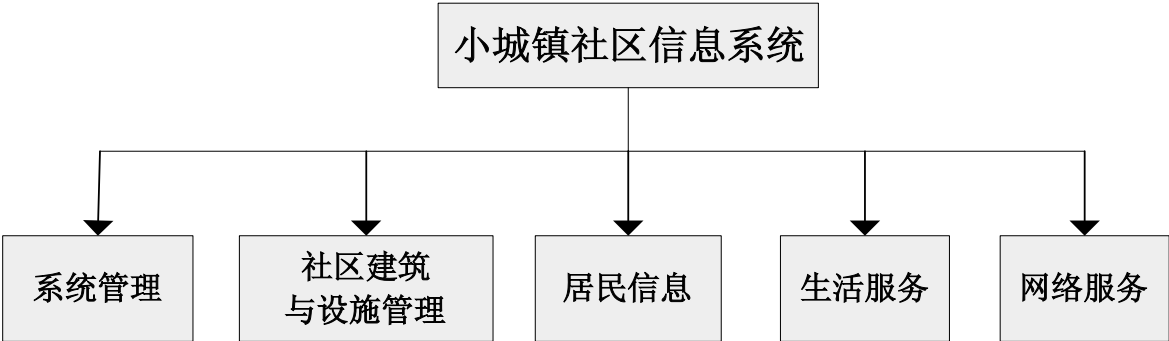 小城镇社区信息系统
系统管理
社区建筑
与设施管理
居民信息
生活服务
网络服务